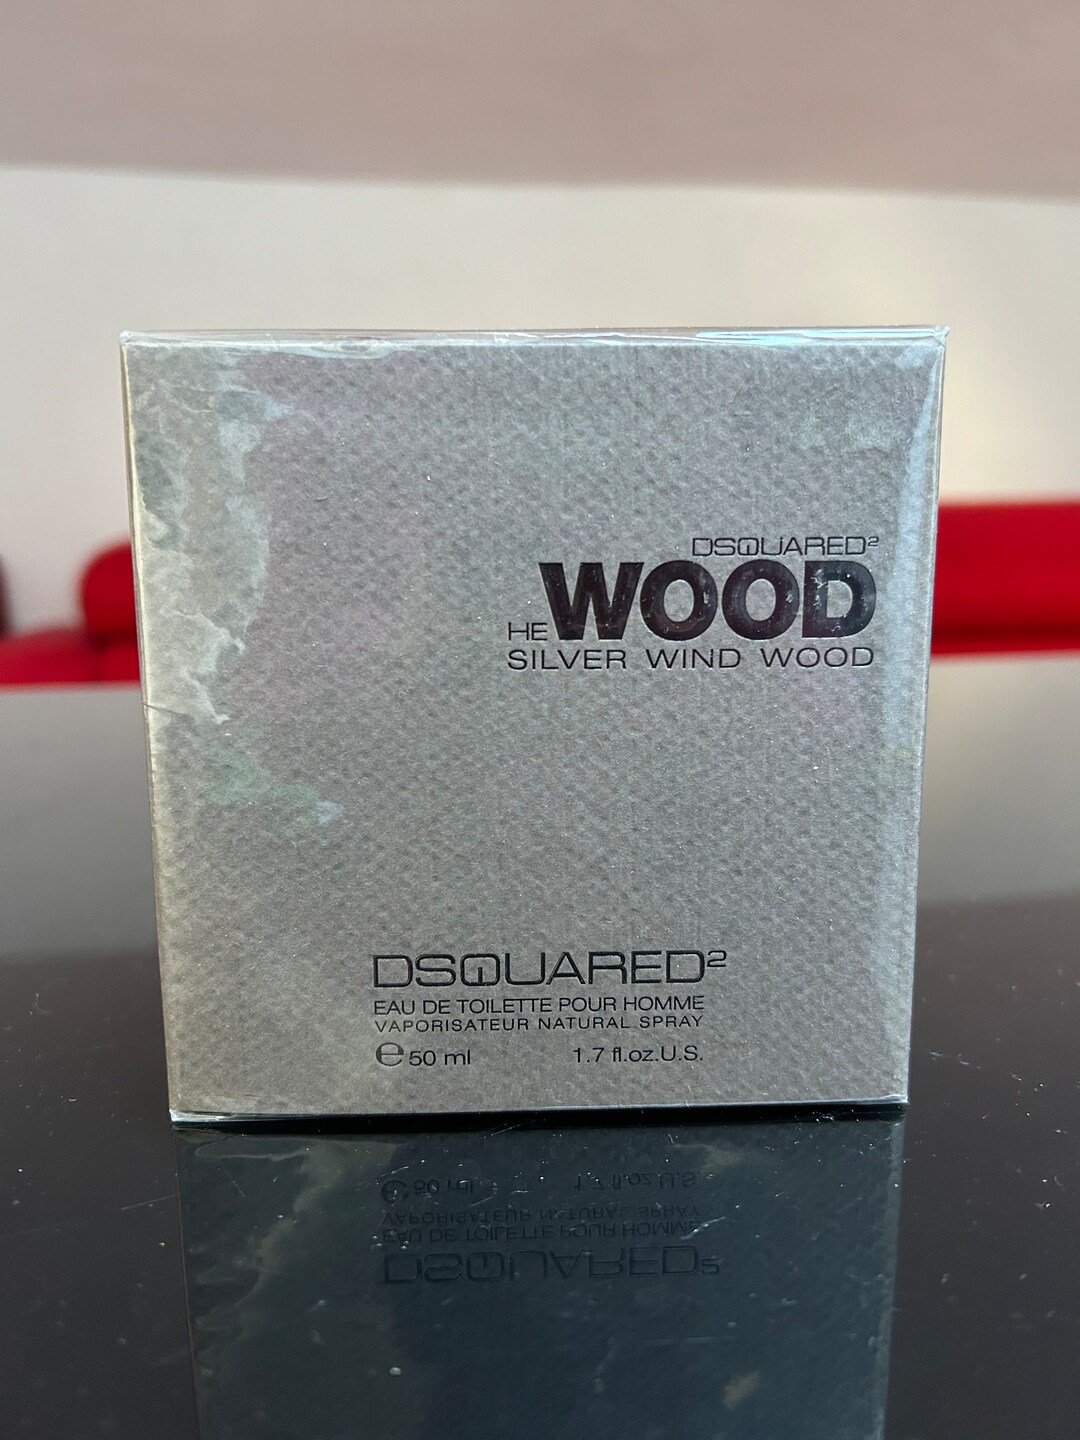 DSQUARED²
HE WOOD
SILVER WIND WOOD
DSQUARED²
EAU DE TOILETTE POUR HOMME
VAPORISATEUR NATURAL SPRAY
℮ 50 ml 1.7 fl.oz.U.S.